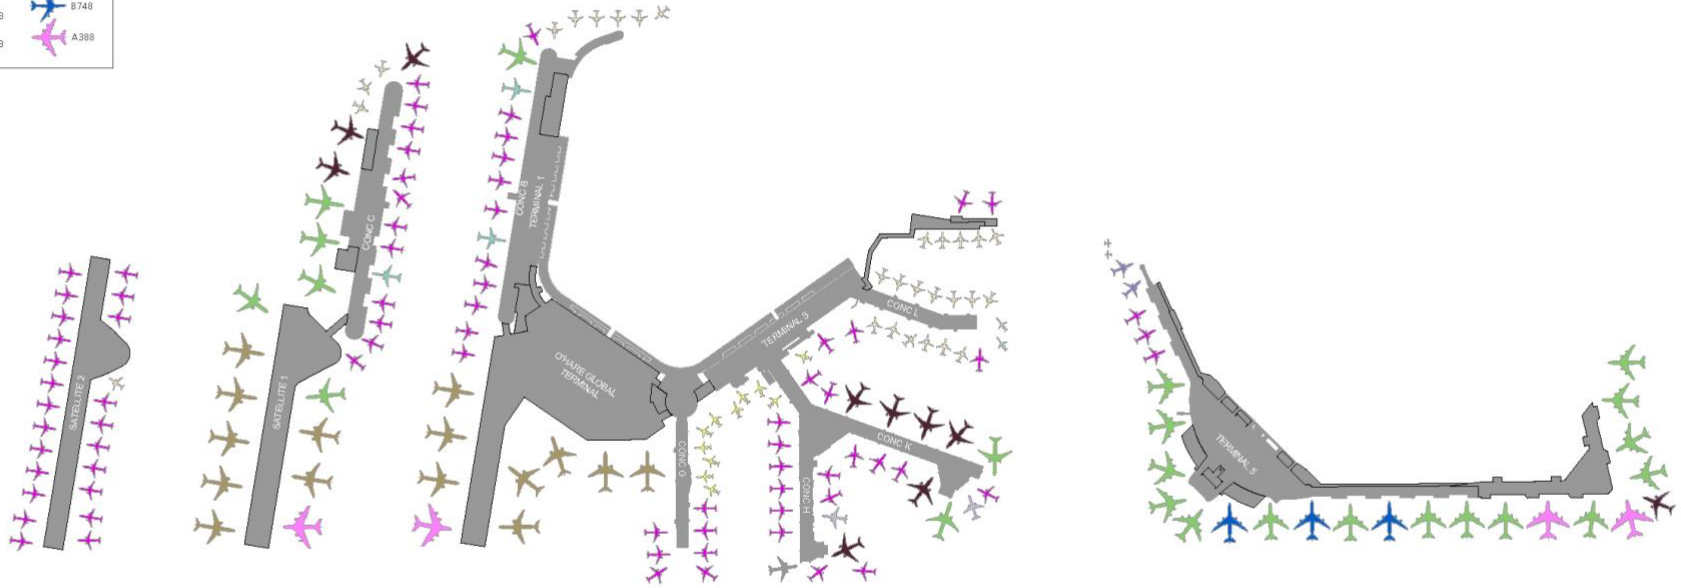 B748
A388
CONC C
CONC B
TERMINAL 1
SATELLITE 2
SATELLITE 1
O'HARE GLOBAL
TERMINAL
TERMINAL 3
CONC L
CONC G
CONC K
CONC H
TERMINAL 5